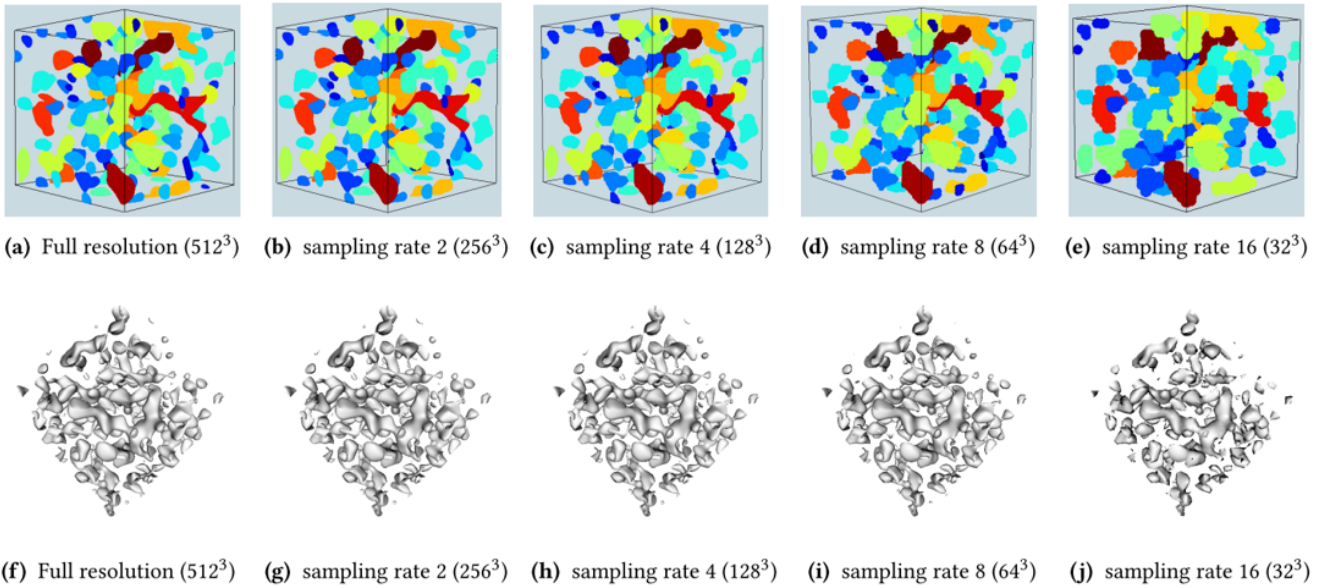 (a) Full resolution (512³)
(b) sampling rate 2 (256³)
(c) sampling rate 4 (128³)
(d) sampling rate 8 (64³)
(e) sampling rate 16 (32³)
(f) Full resolution (512³)
(g) sampling rate 2 (256³)
(h) sampling rate 4 (128³)
(i) sampling rate 8 (64³)
(j) sampling rate 16 (32³)